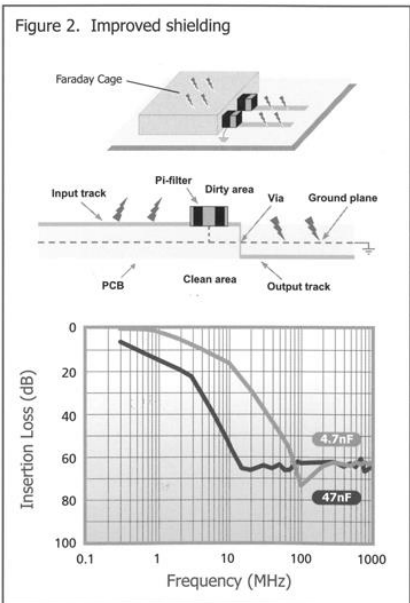 Figure 2. Improved shielding
Faraday Cage
Pi-filter
Input track
Dirty area
Via
Ground plane
PCB
Clean area
Output track
Insertion Loss (dB)
0
20
40
60
80
100
4.7nF
47nF
0.1
1
10
100
1000
Frequency (MHz)